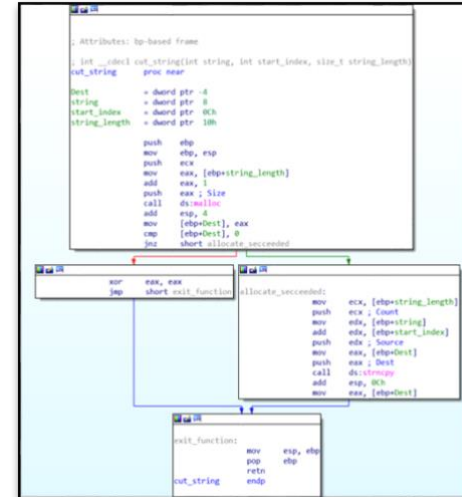 ; Attributes: bp-based frame
; int __cdecl cut_string(int string, int start_index, size_t string_length)
cut_string proc near
Dest = dword ptr -4
string = dword ptr 8
start_index = dword ptr 0Ch
string_length = dword ptr 10h
push ebp
mov ebp, esp
push ecx
mov eax, [ebp+string_length]
add eax, 1
push eax ; Size
call ds:malloc
add esp, 4
mov [ebp+Dest], eax
cmp [ebp+Dest], 0
jnz short allocate_secceeded
xor eax, eax
jmp short exit_function
allocate_secceeded:
mov ecx, [ebp+string_length]
push ecx ; Count
mov edx, [ebp+string]
add edx, [ebp+start_index]
push edx ; Source
mov eax, [ebp+Dest]
push eax ; Dest
call ds:strncpy
add esp, 0Ch
mov eax, [ebp+Dest]
exit_function:
mov esp, ebp
pop ebp
retn
cut_string endp